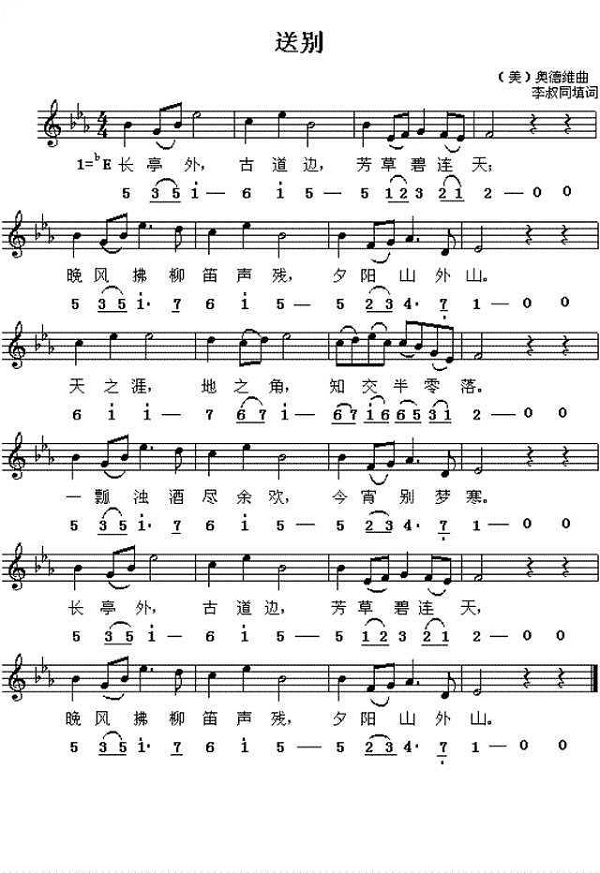 送别
（美）奥德维曲
李叔同填词
4
4
1=ᵇE 长亭外， 古道边， 芳草碧连天；
5 3 5 i — 6 i 5 — 5 1 2 3 2 1 2 — 0 0
晚风拂柳笛声残， 夕阳山外山。
5 3 5 i· 7 6 i 5 — 5 2 3 4· 7 1 — 0 0
天之涯， 地之角， 知交半零落。
6 i i — 7 6 7 i — 6 7 i 6 6 5 3 1 2 — 0 0
一瓢浊酒尽余欢， 今宵别梦寒。
5 3 5 i· 7 6 i 5 — 5 2 3 4· 7 1 — 0 0
长亭外， 古道边， 芳草碧连天，
5 3 5 i — 6 i 5 — 5 1 2 3 2 1 2 — 0 0
晚风拂柳笛声残， 夕阳山外山。
5 3 5 i· 7 6 i 5 — 5 2 3 4· 7 1 — 0 0